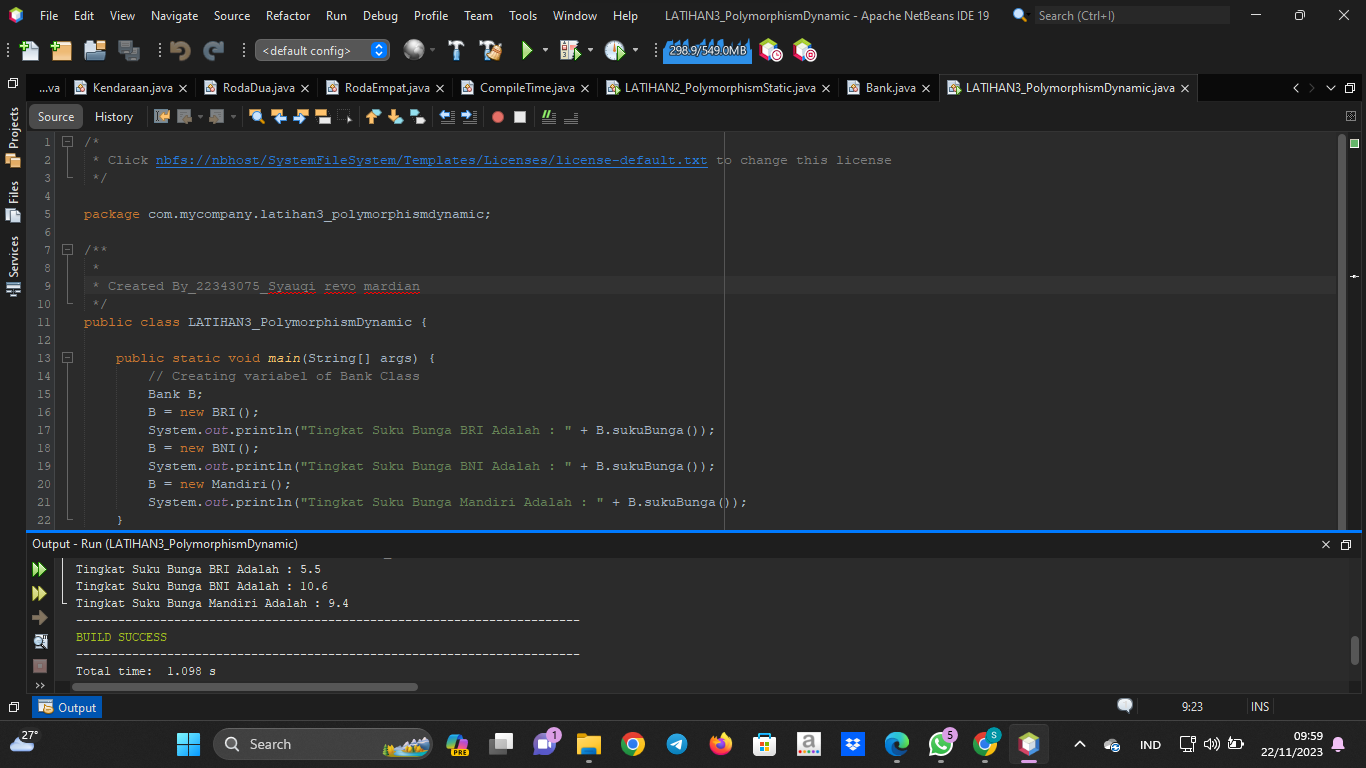 File Edit View Navigate Source Refactor Run Debug Profile Team Tools Window Help LATIHAN3_PolymorphismDynamic - Apache NetBeans IDE 19 Search (Ctrl+I)
<default config> 298.9/549.0MB
...va Kendaraan.java RodaDua.java RodaEmpat.java CompileTime.java LATIHAN2_PolymorphismStatic.java Bank.java LATIHAN3_PolymorphismDynamic.java
Source History
Projects
Files
Services
1 /*
2 * Click nbfs://nbhost/SystemFileSystem/Templates/Licenses/license-default.txt to change this license
3 */
4
5 package com.mycompany.latihan3_polymorphismdynamic;
6
7 /**
8 *
9 * Created By_22343075_Syauqi revo mardian
10 */
11 public class LATIHAN3_PolymorphismDynamic {
12
13 public static void main(String[] args) {
14 // Creating variabel of Bank Class
15 Bank B;
16 B = new BRI();
17 System.out.println("Tingkat Suku Bunga BRI Adalah : " + B.sukuBunga());
18 B = new BNI();
19 System.out.println("Tingkat Suku Bunga BNI Adalah : " + B.sukuBunga());
20 B = new Mandiri();
21 System.out.println("Tingkat Suku Bunga Mandiri Adalah : " + B.sukuBunga());
22 }
Output - Run (LATIHAN3_PolymorphismDynamic)
Tingkat Suku Bunga BRI Adalah : 5.5
Tingkat Suku Bunga BNI Adalah : 10.6
Tingkat Suku Bunga Mandiri Adalah : 9.4
------------------------------------------------------------------------
BUILD SUCCESS
------------------------------------------------------------------------
Total time:  1.098 s
Output 9:23 INS
27° Search PRE 1 a 5 S IND 09:59
22/11/2023